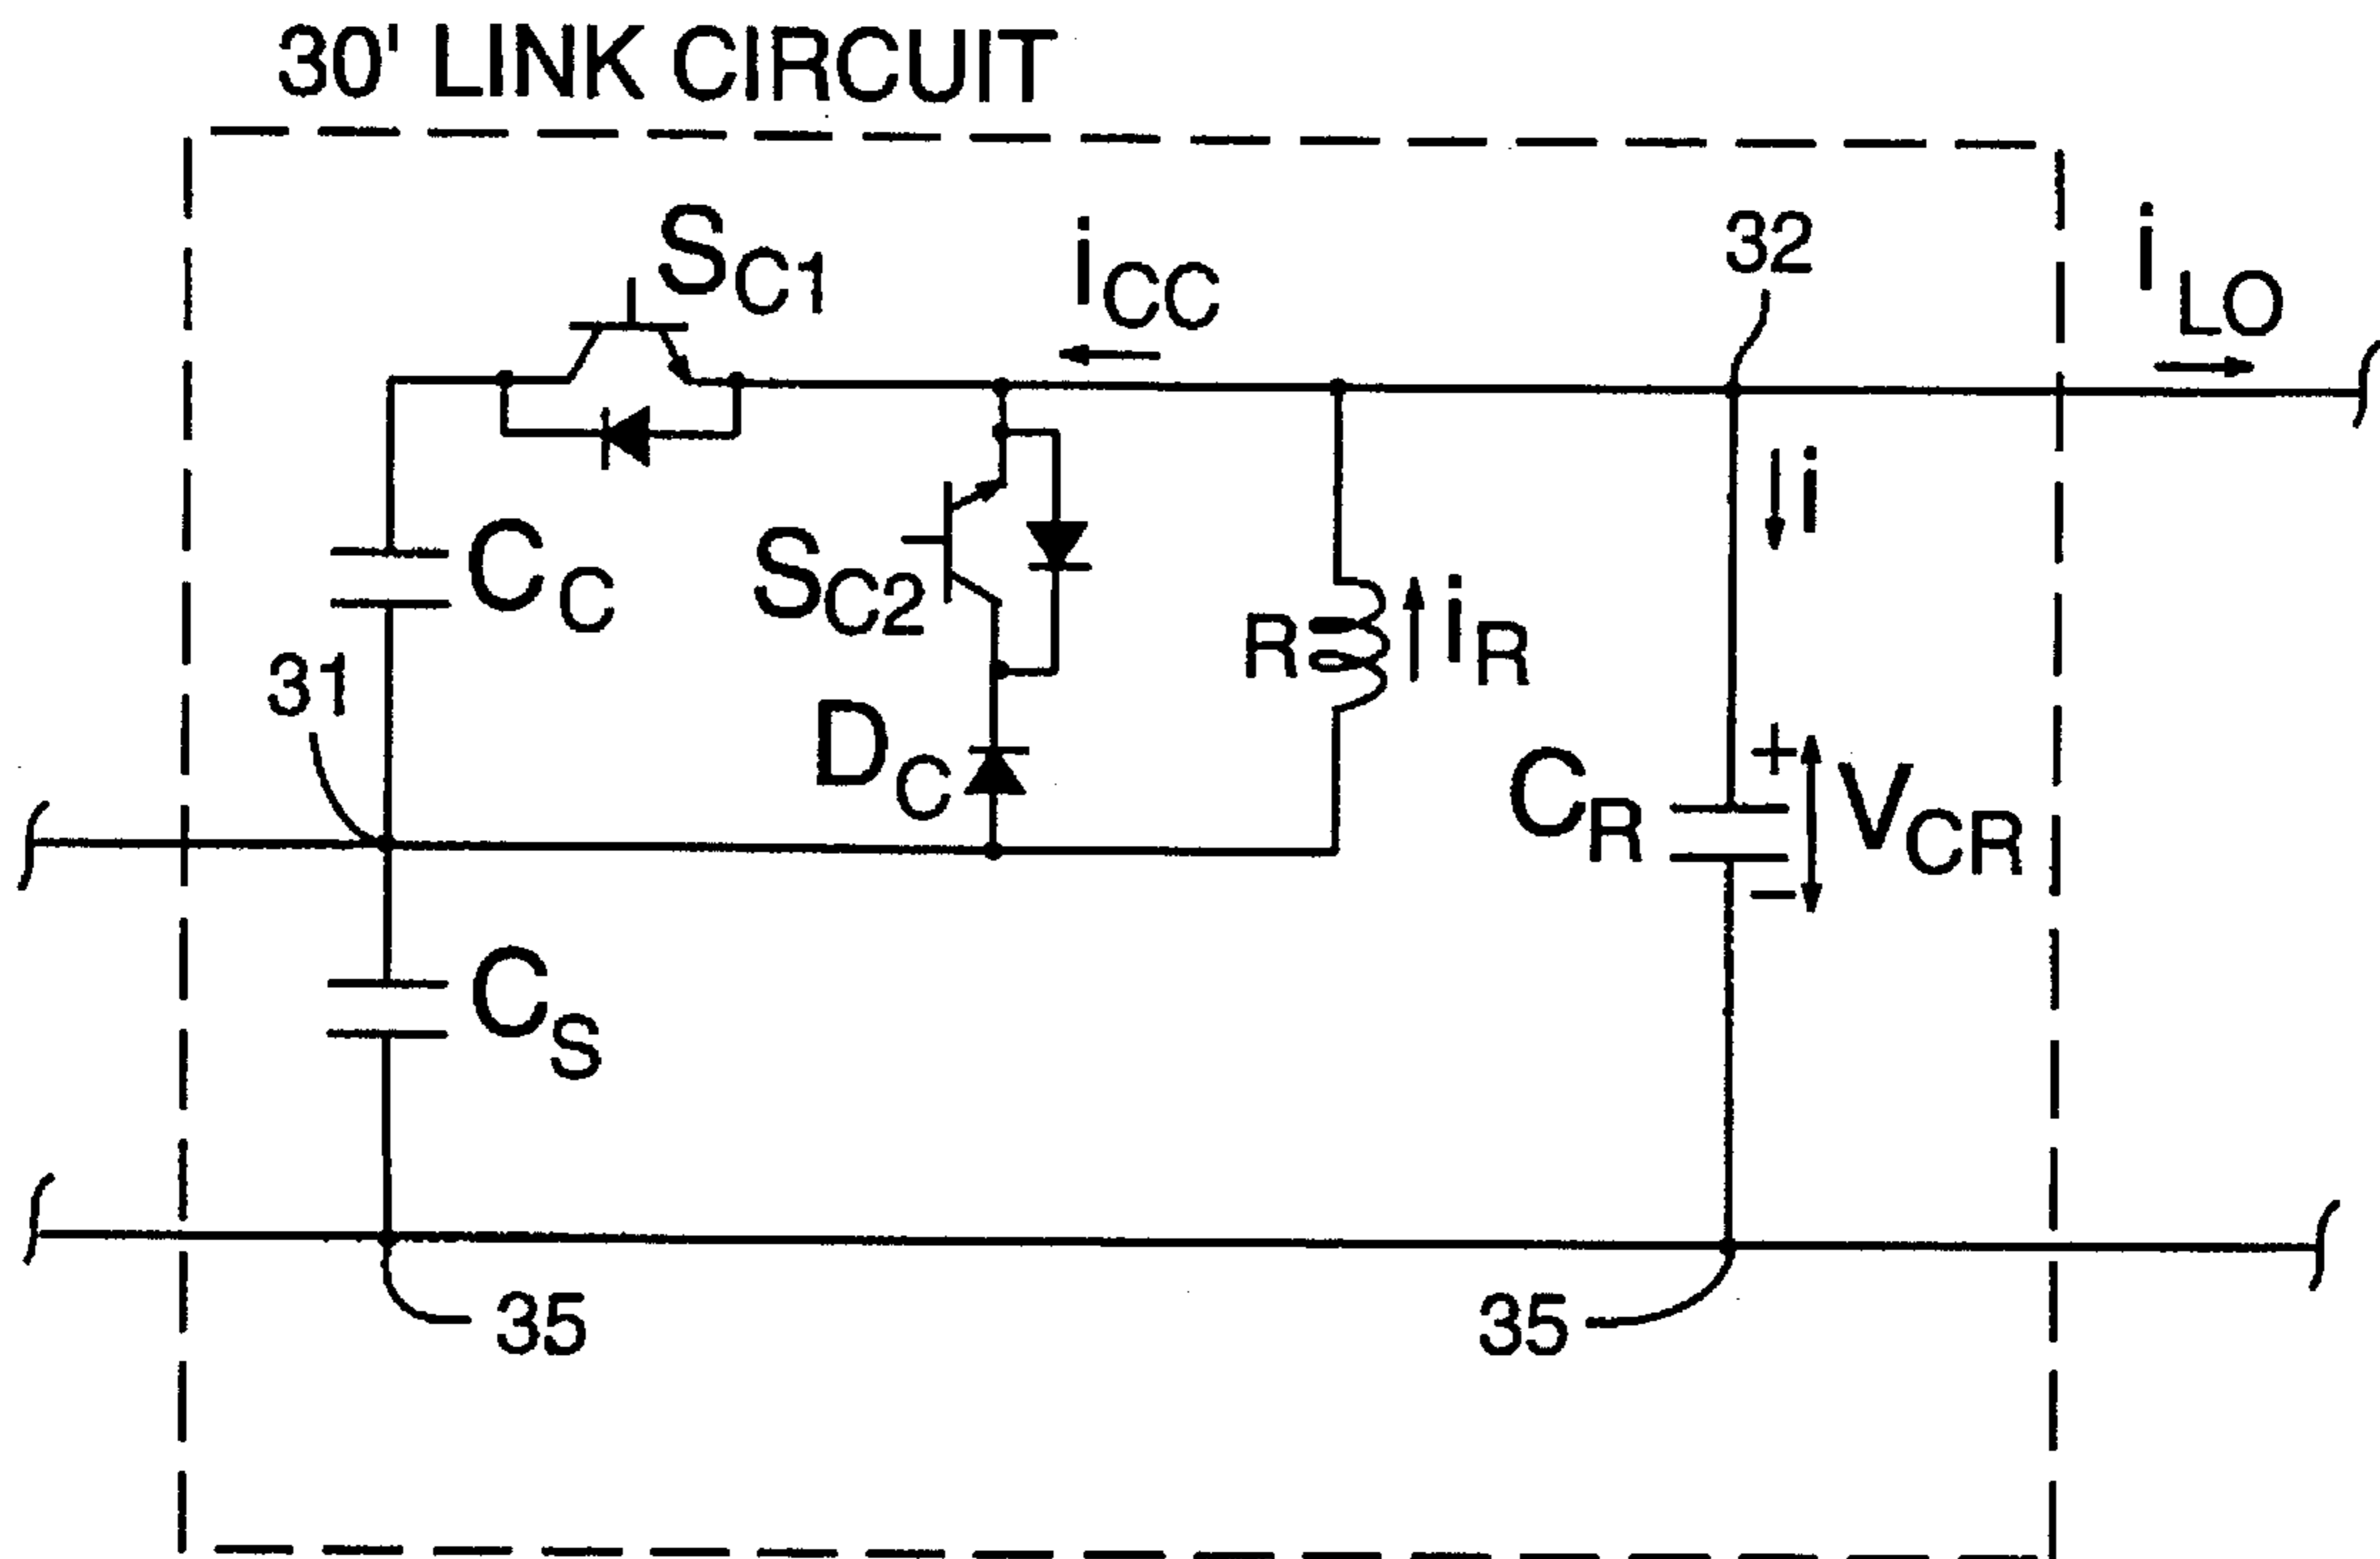 30' LINK CIRCUIT
SC1
iCC
32
iLO
CC
SC2
i
R
iR
31
DC
CR
+
VCR
−
CS
35
35